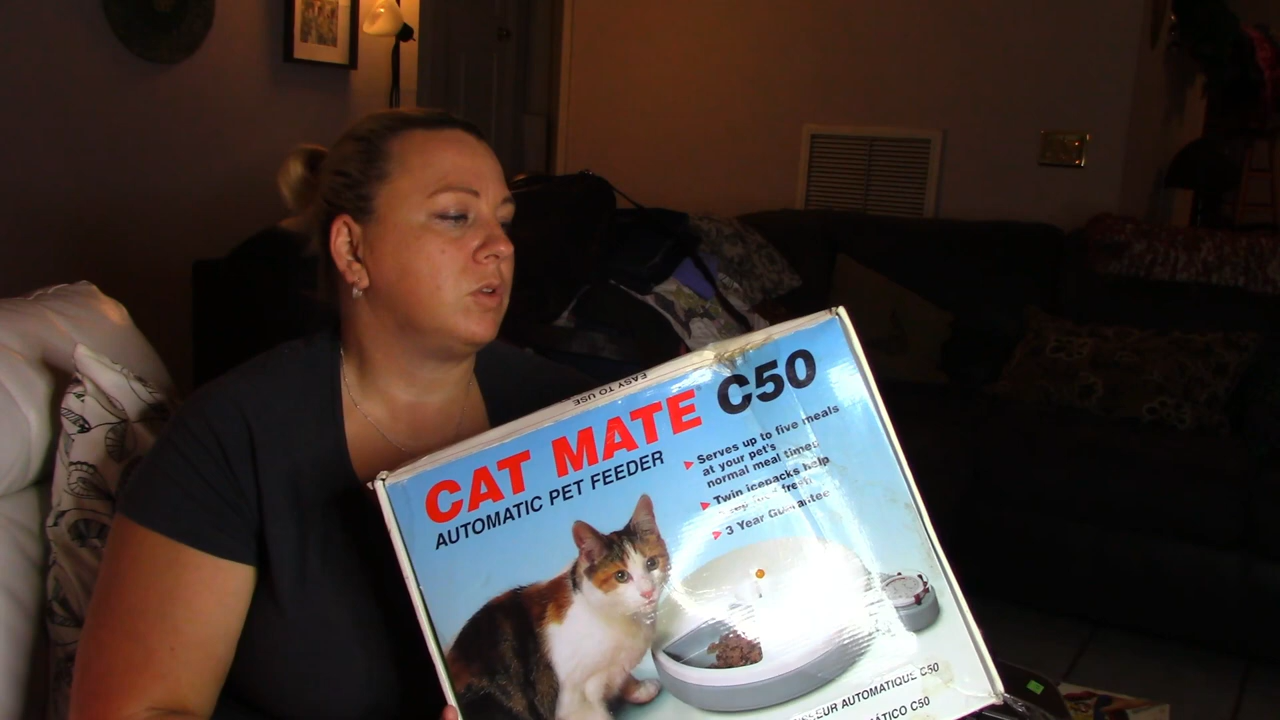 EASY TO USE
CAT MATE C50
AUTOMATIC PET FEEDER
Serves up to five meals
at your pet's
normal meal times
Twin icepacks help
fresh
3 Year Guarantee
AUTOMATIQUE C50
C50